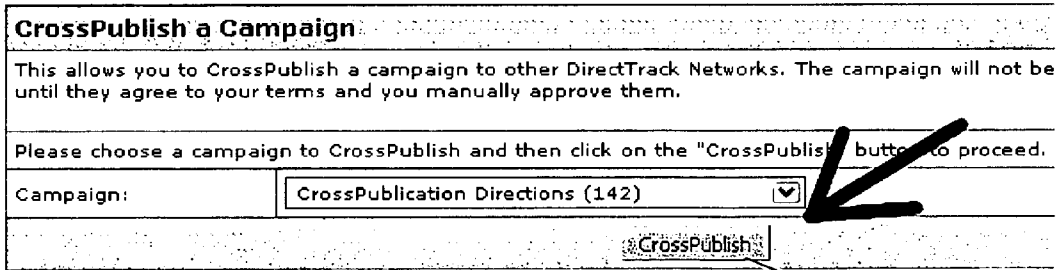 CrossPublish a Campaign
This allows you to CrossPublish a campaign to other DirectTrack Networks. The campaign will not be
until they agree to your terms and you manually approve them.
Please choose a campaign to CrossPublish and then click on the "CrossPublish" button to proceed.
Campaign:
CrossPublication Directions (142)
CrossPublish